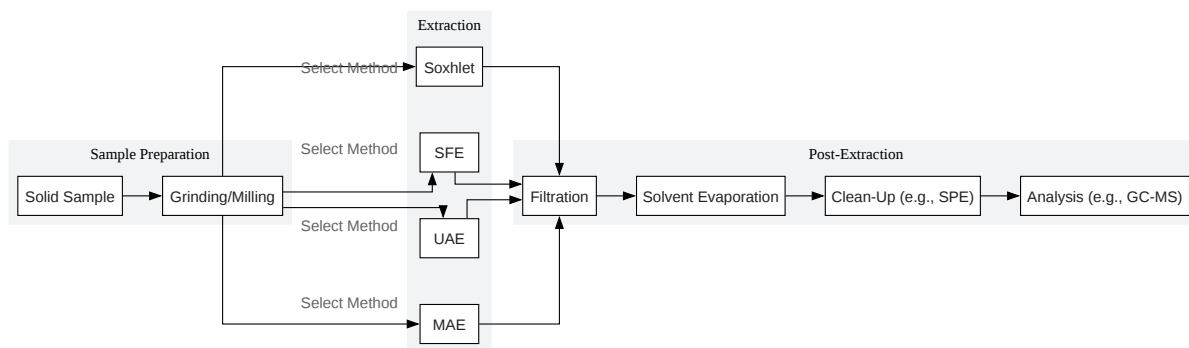 Extraction
Select Method
Soxhlet
Select Method
SFE
Sample Preparation
Post-Extraction
Solid Sample
Grinding/Milling
Filtration
Solvent Evaporation
Clean-Up (e.g., SPE)
Analysis (e.g., GC-MS)
Select Method
UAE
Select Method
MAE